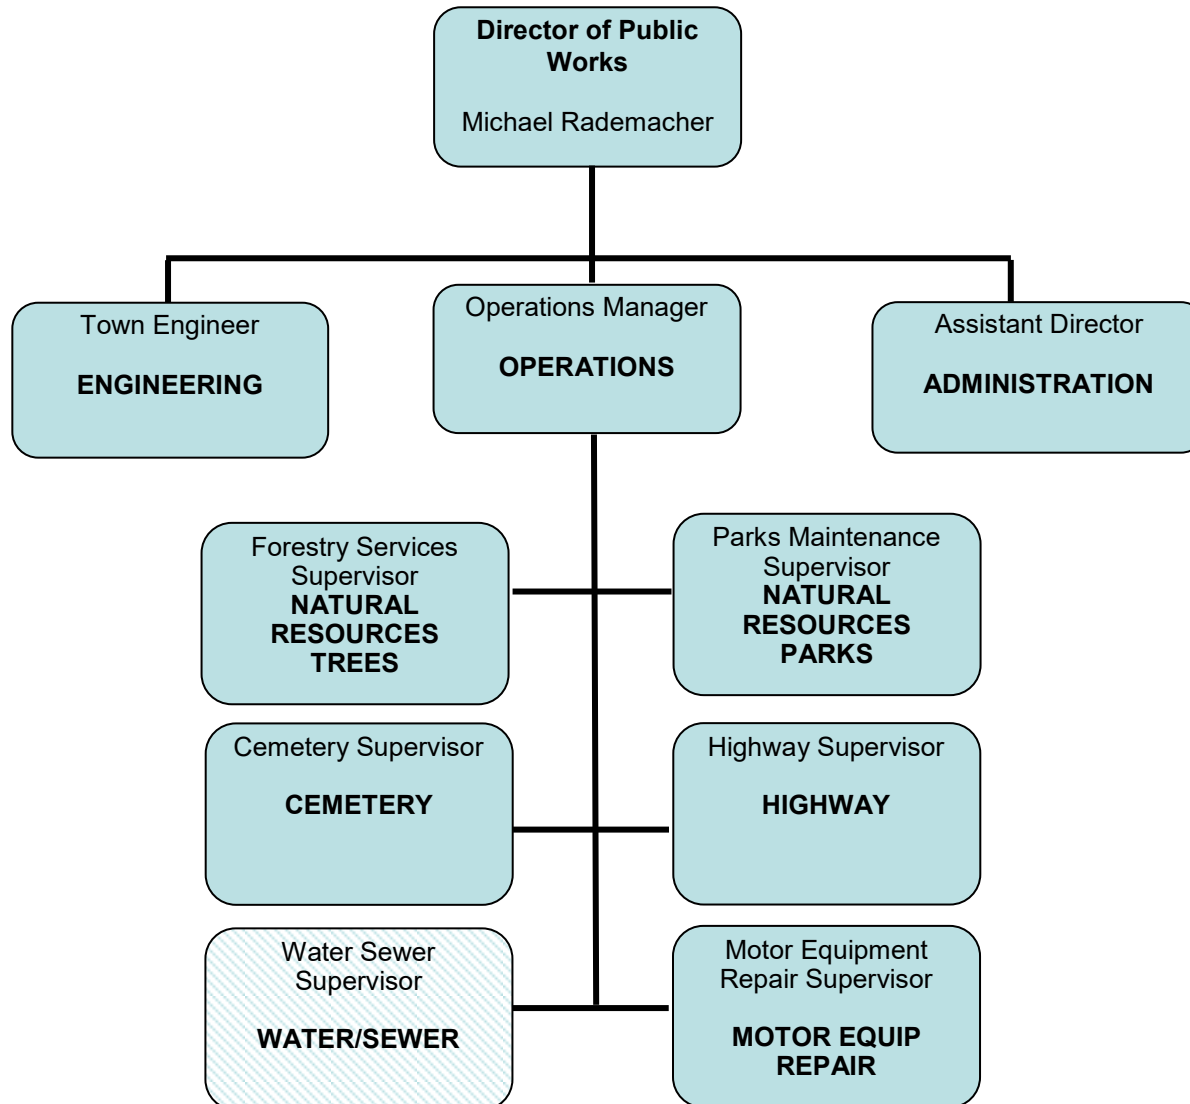 Director of Public
Works
Michael Rademacher
Town Engineer
ENGINEERING
Operations Manager
OPERATIONS
Assistant Director
ADMINISTRATION
Forestry Services
Supervisor
NATURAL
RESOURCES
TREES
Parks Maintenance
Supervisor
NATURAL
RESOURCES
PARKS
Cemetery Supervisor
CEMETERY
Highway Supervisor
HIGHWAY
Water Sewer
Supervisor
WATER/SEWER
Motor Equipment
Repair Supervisor
MOTOR EQUIP
REPAIR